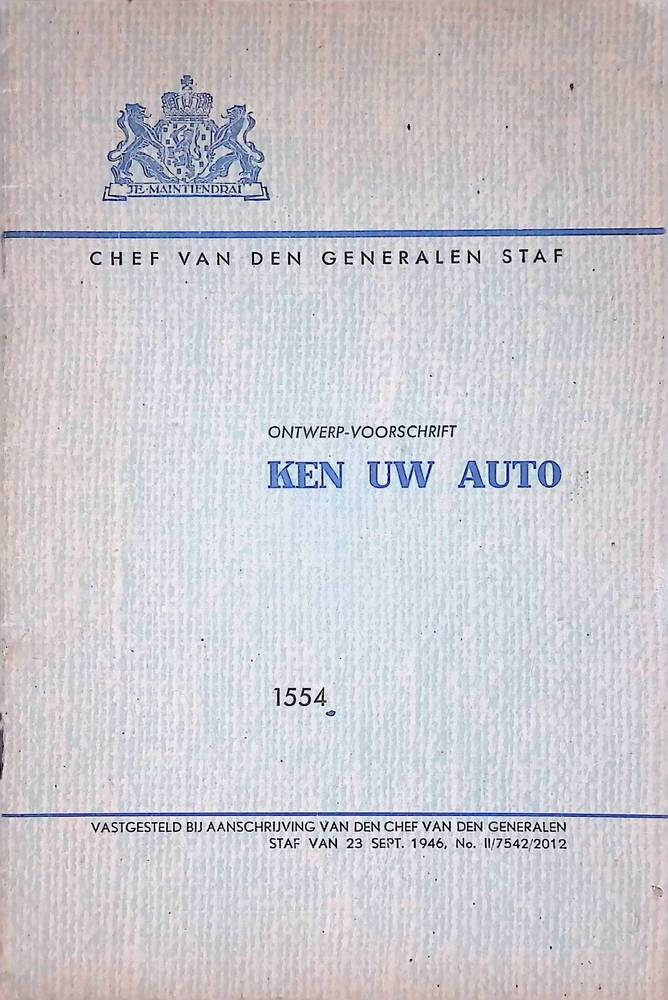 JE·MAINTIENDRAI
CHEF VAN DEN GENERALEN STAF
ONTWERP-VOORSCHRIFT
KEN UW AUTO
1554
VASTGESTELD BIJ AANSCHRIJVING VAN DEN CHEF VAN DEN GENERALEN
STAF VAN 23 SEPT. 1946, No. II/7542/2012